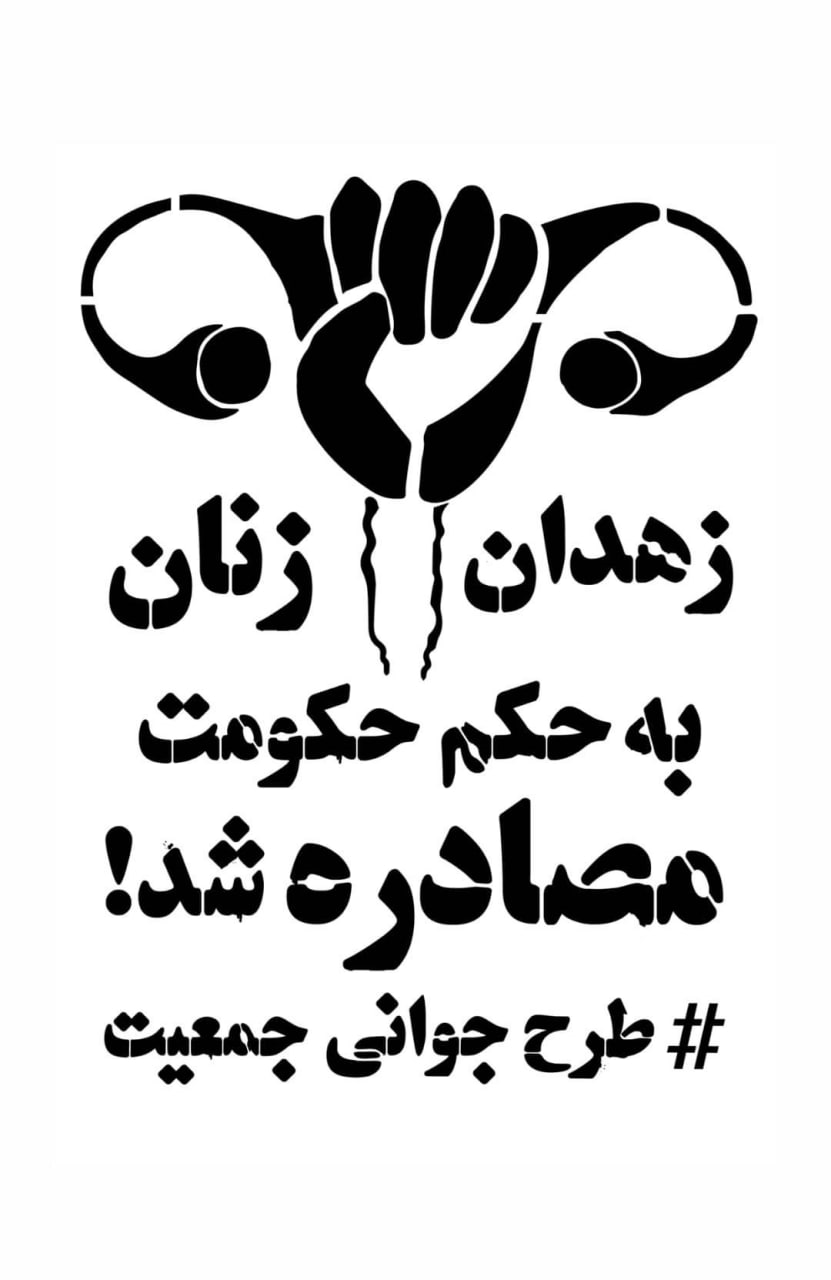 زهدان زنان
به حکم حکومت
مصادره شد!
# طرح جوانی جمعیت